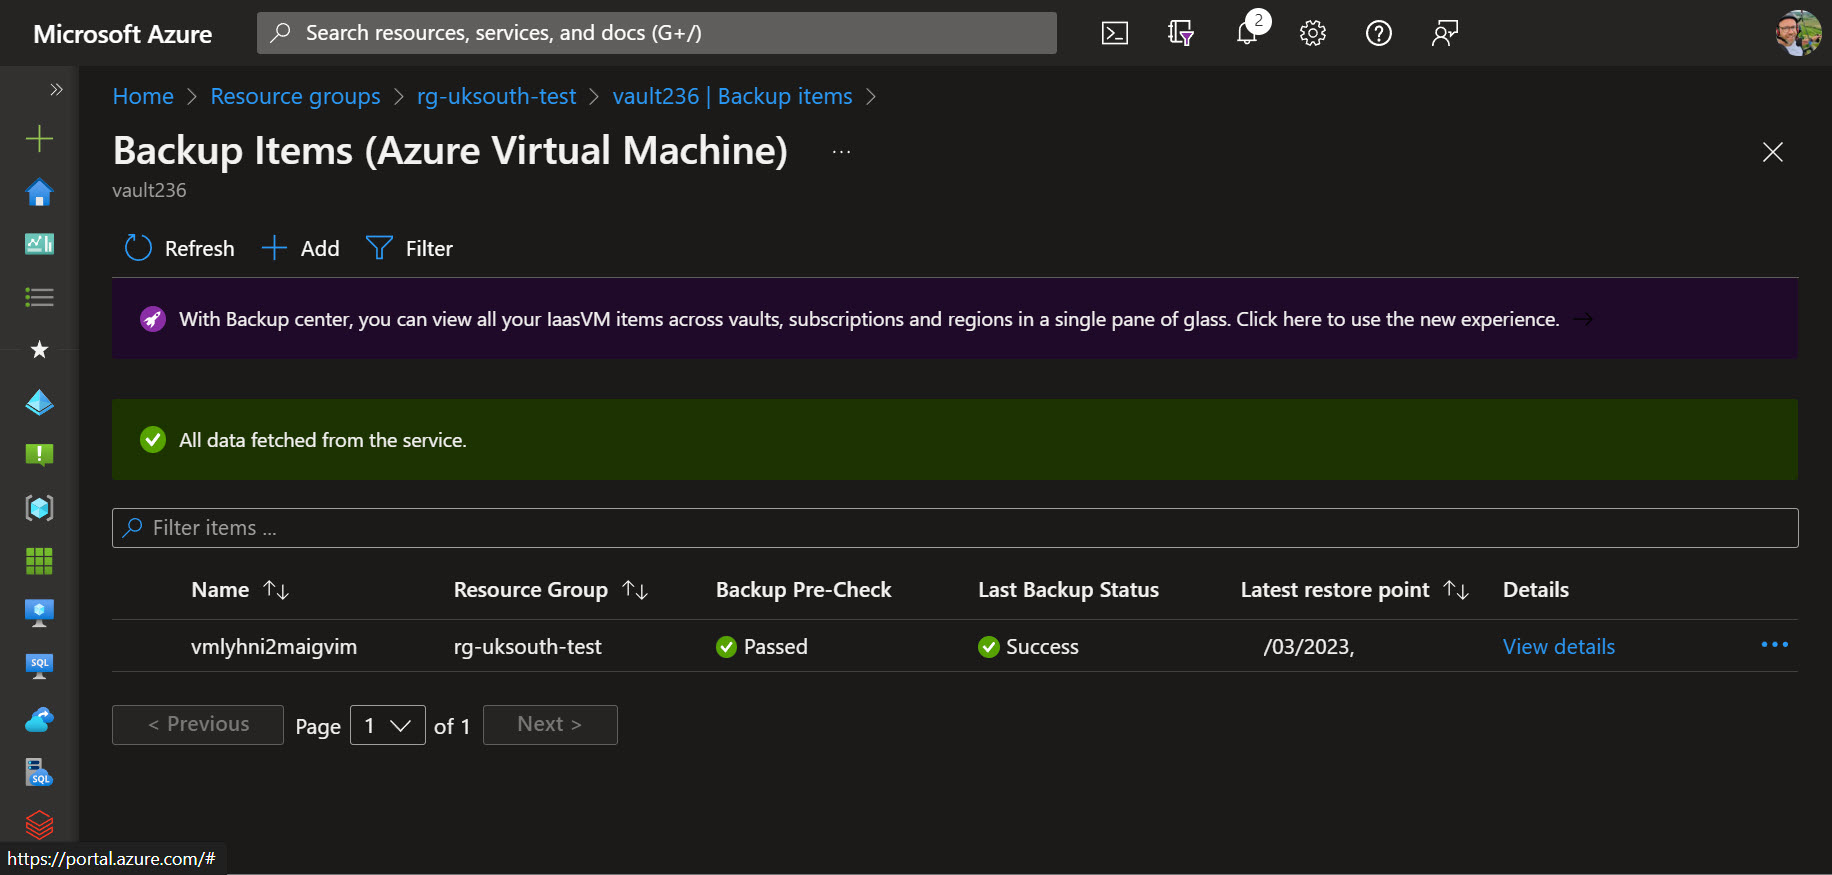 Microsoft Azure
Search resources, services, and docs (G+/)
2
Home > Resource groups > rg-uksouth-test > vault236 | Backup items >
Backup Items (Azure Virtual Machine) ...
vault236
Refresh
Add
Filter
With Backup center, you can view all your IaasVM items across vaults, subscriptions and regions in a single pane of glass. Click here to use the new experience. →
All data fetched from the service.
Filter items ...
Name ↑↓ Resource Group ↑↓ Backup Pre-Check Last Backup Status Latest restore point ↑↓ Details
vmlyhni2maigvim rg-uksouth-test Passed Success /03/2023, View details ...
< Previous Page 1 of 1 Next >
SQL
SQL
https://portal.azure.com/#